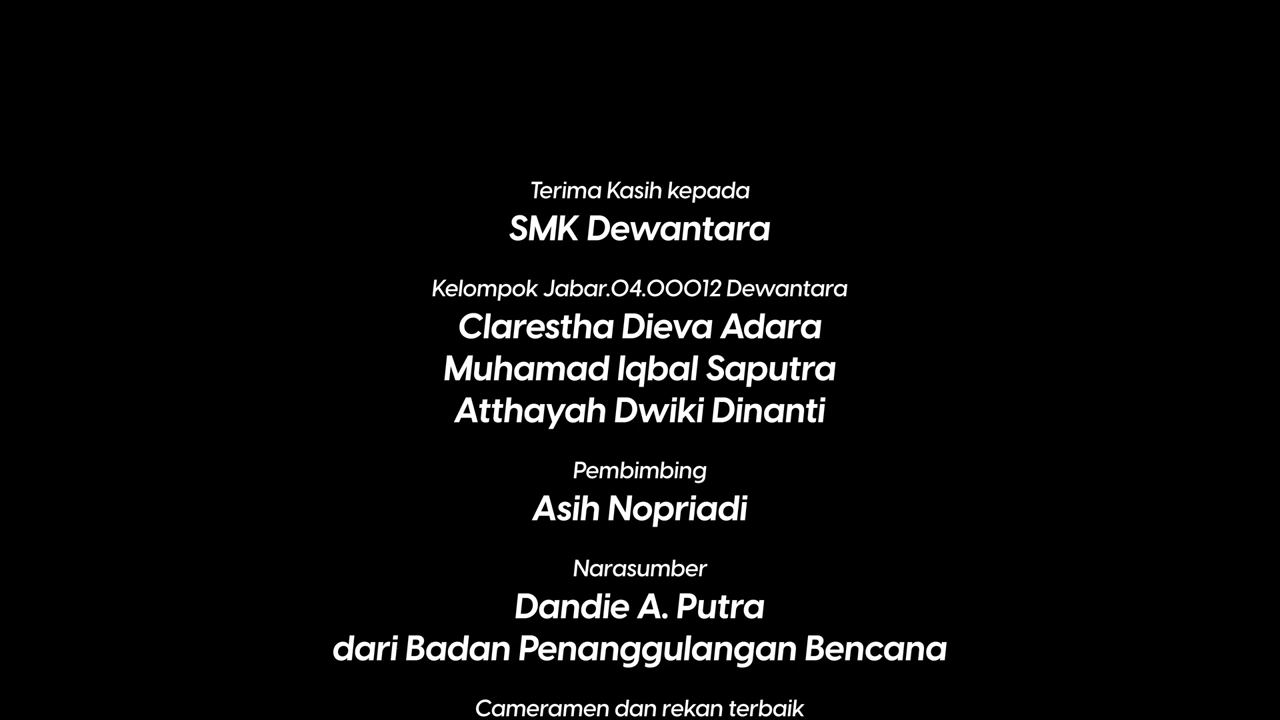 Terima Kasih kepada
SMK Dewantara
Kelompok Jabar.04.00012 Dewantara
Clarestha Dieva Adara
Muhamad Iqbal Saputra
Atthayah Dwiki Dinanti
Pembimbing
Asih Nopriadi
Narasumber
Dandie A. Putra
dari Badan Penanggulangan Bencana
Cameramen dan rekan terbaik